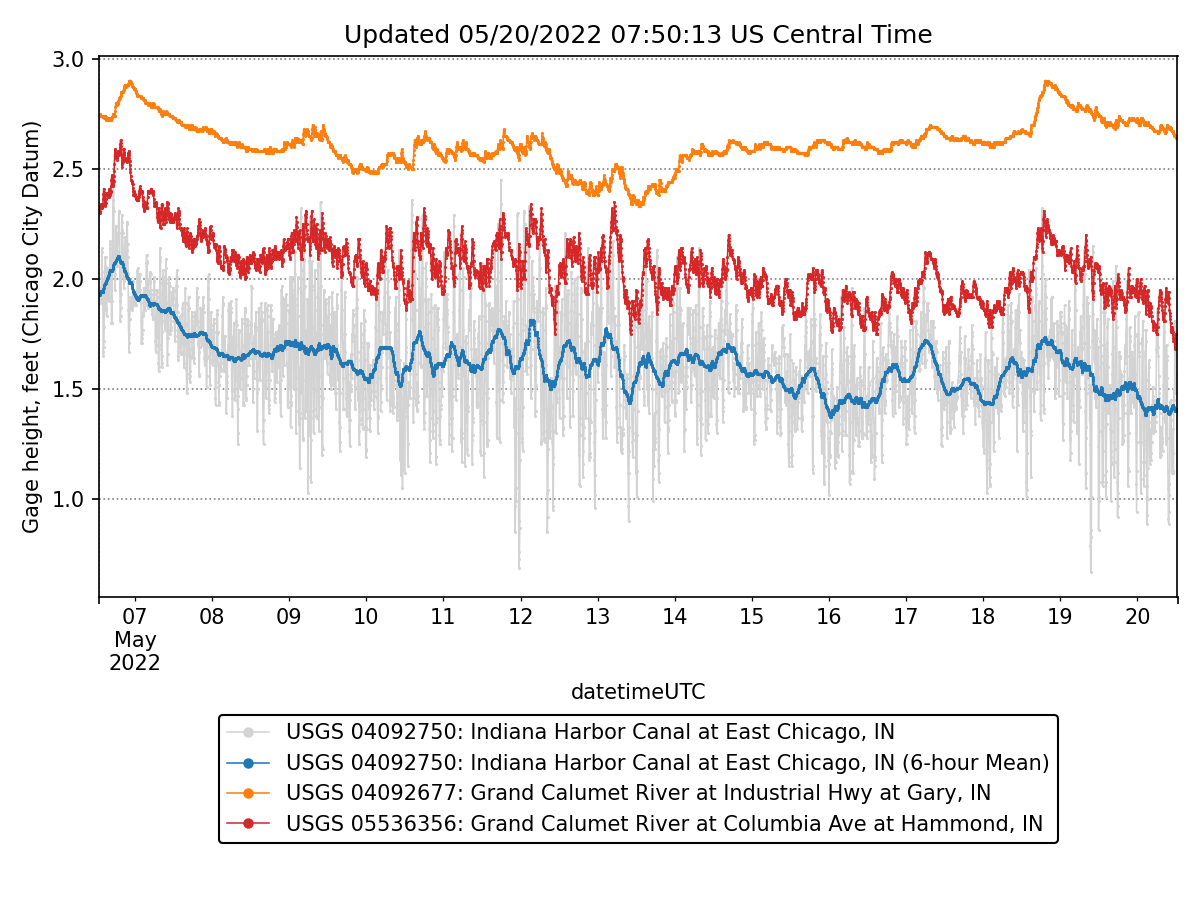 Updated 05/20/2022 07:50:13 US Central Time
Gage height, feet (Chicago City Datum)
3.0
2.5
2.0
1.5
1.0
07 08 09 10 11 12 13 14 15 16 17 18 19 20
May
2022
datetimeUTC
USGS 04092750: Indiana Harbor Canal at East Chicago, IN
USGS 04092750: Indiana Harbor Canal at East Chicago, IN (6-hour Mean)
USGS 04092677: Grand Calumet River at Industrial Hwy at Gary, IN
USGS 05536356: Grand Calumet River at Columbia Ave at Hammond, IN